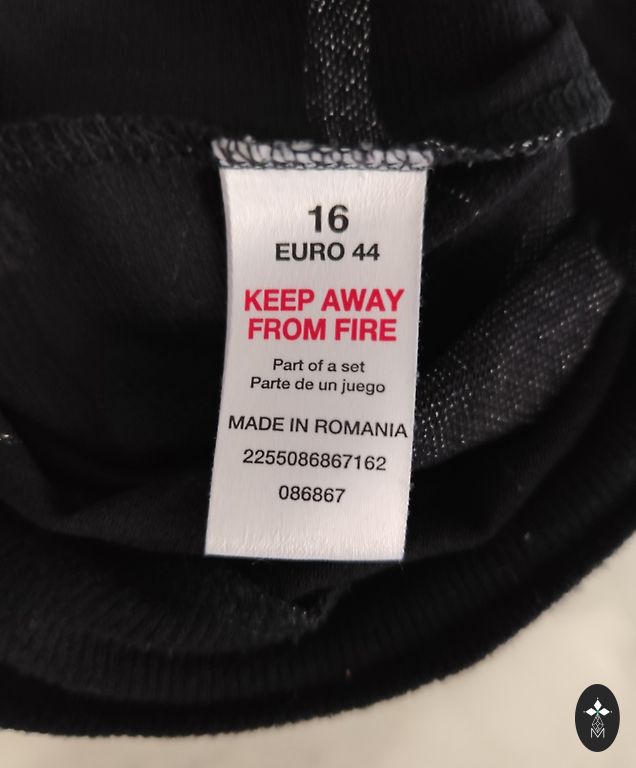 16
EURO 44
KEEP AWAY
FROM FIRE
Part of a set
Parte de un juego
MADE IN ROMANIA
2255086867162
086867
M